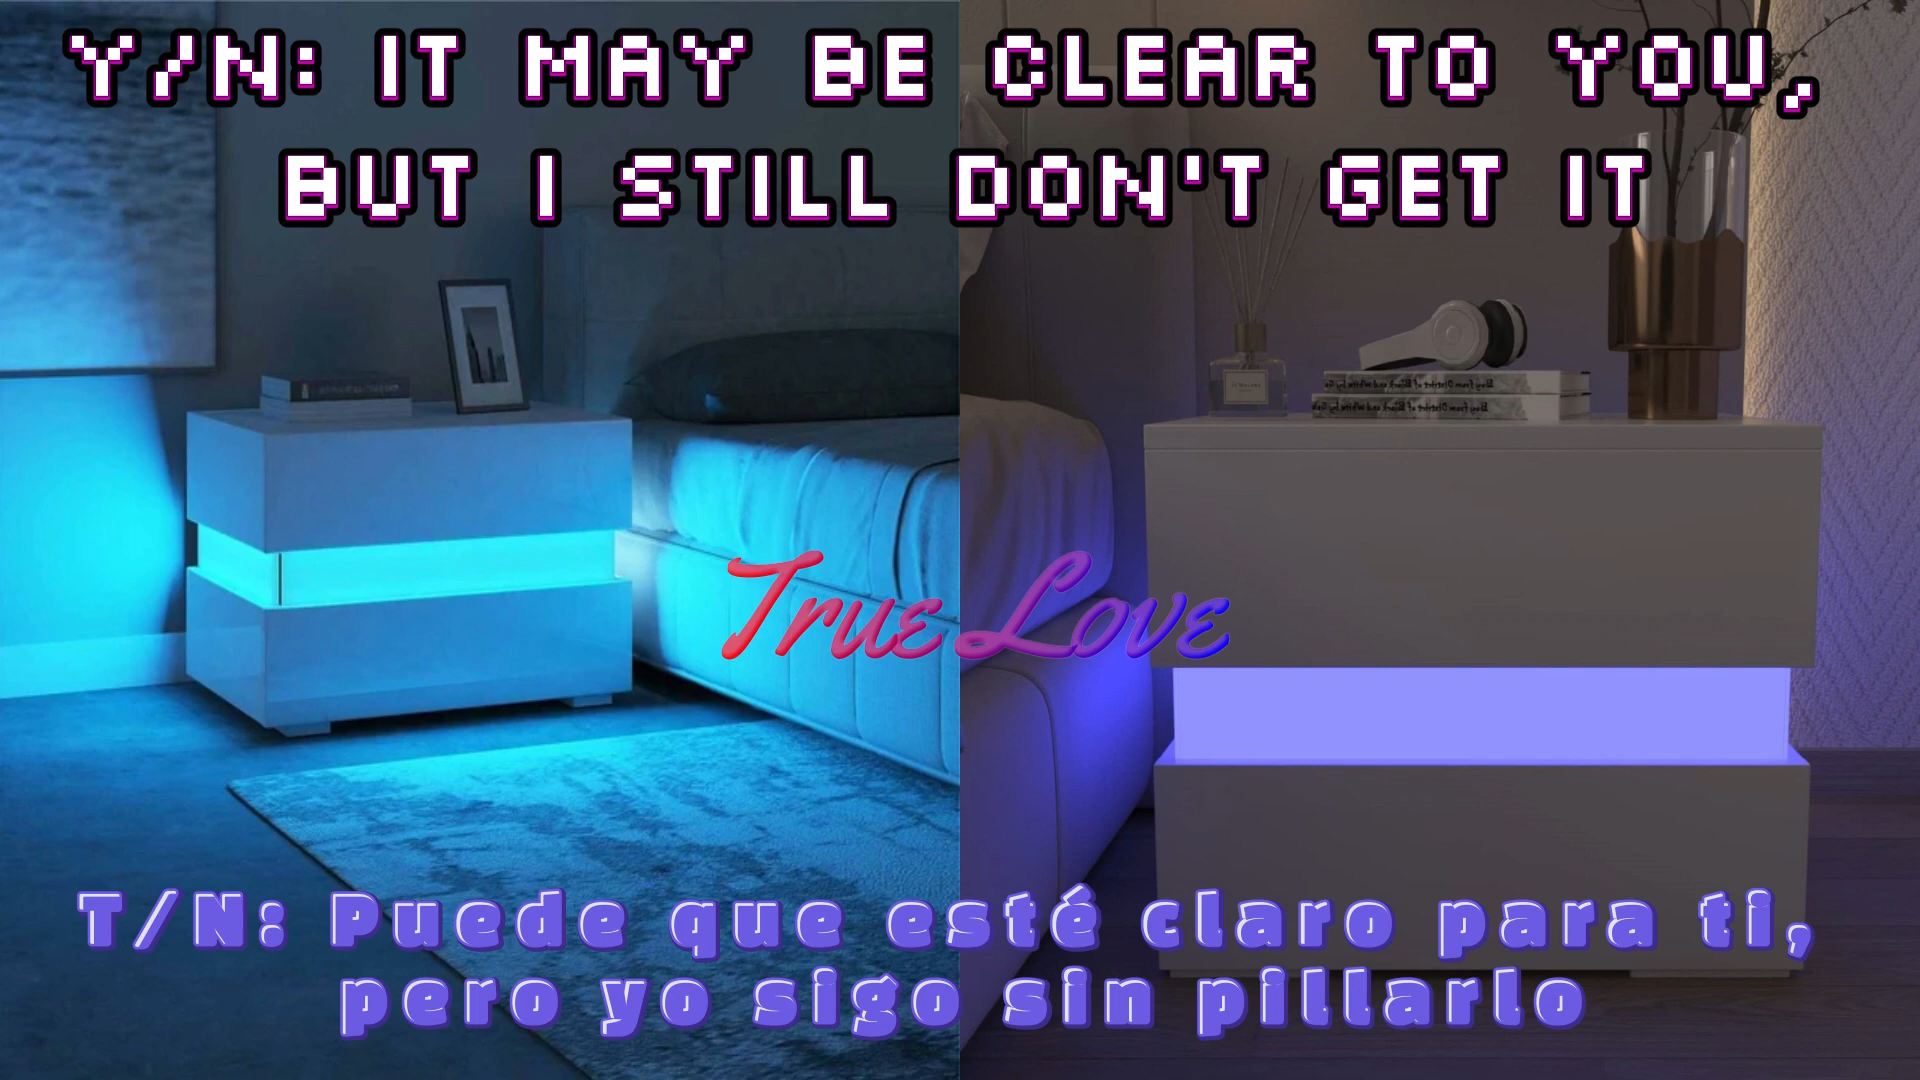 Y/N: IT MAY BE CLEAR TO YOU,
BUT I STILL DON'T GET IT
True Love
T/N: Puede que esté claro para ti,
pero yo sigo sin pillarlo